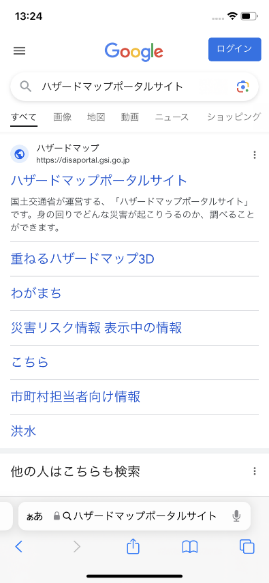 13:24
Google
ログイン
ハザードマップポータルサイト
すべて 画像 地図 動画 ニュース ショッピング
ハザードマップ
https://disaportal.gsi.go.jp
ハザードマップポータルサイト
国土交通省が運営する、「ハザードマップポータルサイト」
です。身の回りでどんな災害が起こりうるのか、調べること
ができます。
重ねるハザードマップ3D
わがまち
災害リスク情報 表示中の情報
こちら
市町村担当者向け情報
洪水
他の人はこちらも検索
ぁあ ハザードマップポータルサイト